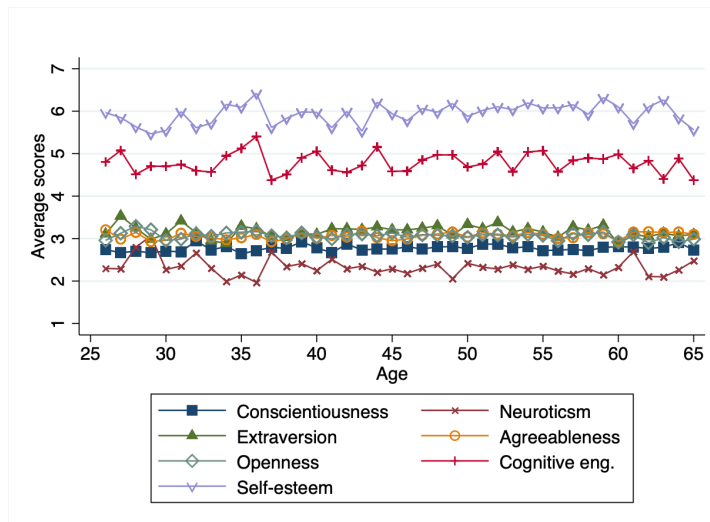 7
6
5
4
3
2
1
Average scores
25 30 35 40 45 50 55 60 65
Age
Conscientiousness Neuroticsm
Extraversion Agreeableness
Openness Cognitive eng.
Self-esteem